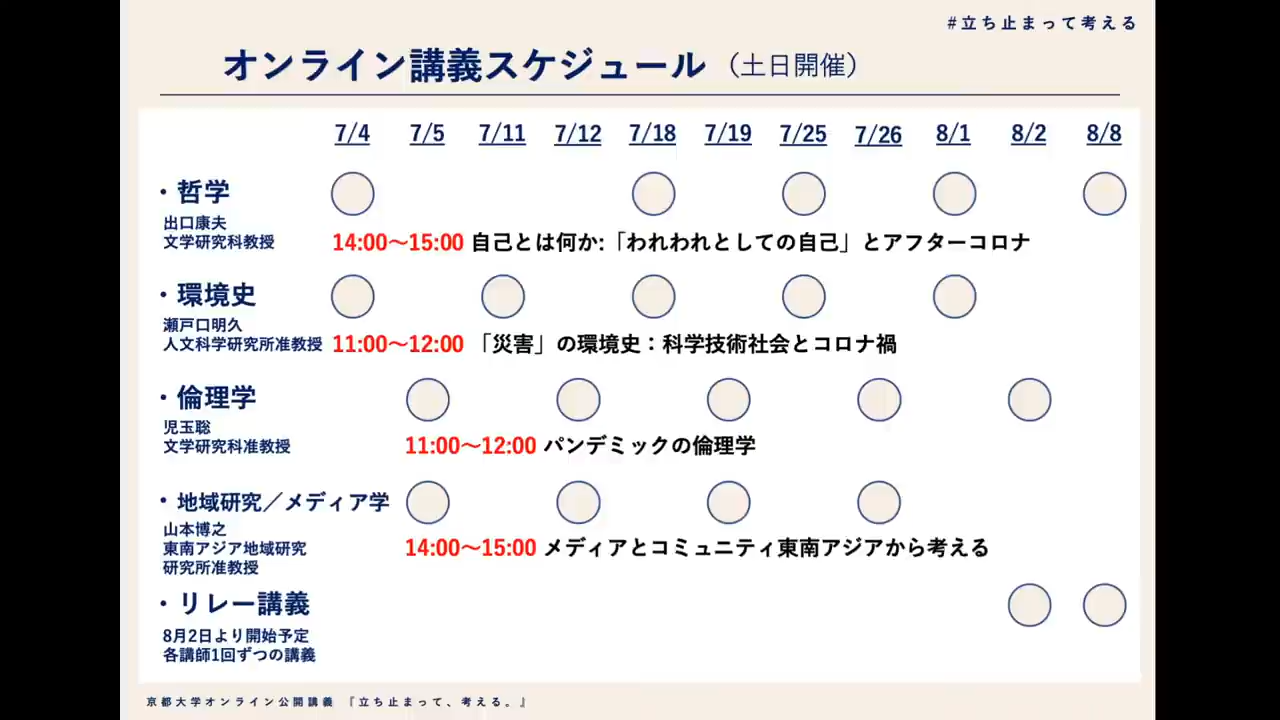 #立ち止まって考える
オンライン講義スケジュール（土日開催）
7/4 7/5 7/11 7/12 7/18 7/19 7/25 7/26 8/1 8/2 8/8
・哲学
出口康夫
文学研究科教授
14:00〜15:00 自己とは何か:「われわれとしての自己」とアフターコロナ
・環境史
瀬戸口明久
人文科学研究所准教授
11:00〜12:00 「災害」の環境史：科学技術社会とコロナ禍
・倫理学
児玉聡
文学研究科准教授
11:00〜12:00 パンデミックの倫理学
・地域研究／メディア学
山本博之
東南アジア地域研究
研究所准教授
14:00〜15:00 メディアとコミュニティ東南アジアから考える
・リレー講義
8月2日より開始予定
各講師1回ずつの講義
京都大学オンライン公開講義 『立ち止まって、考える。』